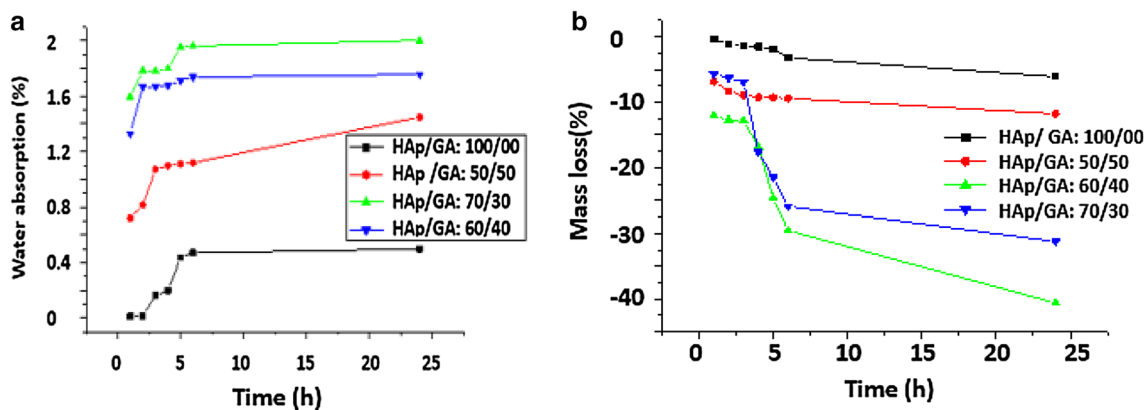 a
Water absorption (%)
2
1.6
1.2
0.8
0.4
0
0 5 10 15 20 25
Time (h)
HAp/GA: 100/00
HAp /GA: 50/50
HAp/GA: 70/30
HAp/GA: 60/40
b
Mass loss(%)
0
-10
-20
-30
-40
0 5 10 15 20 25
Time (h)
HAp/ GA: 100/00
HAp/GA: 50/50
HAp/GA: 60/40
HAp/GA: 70/30